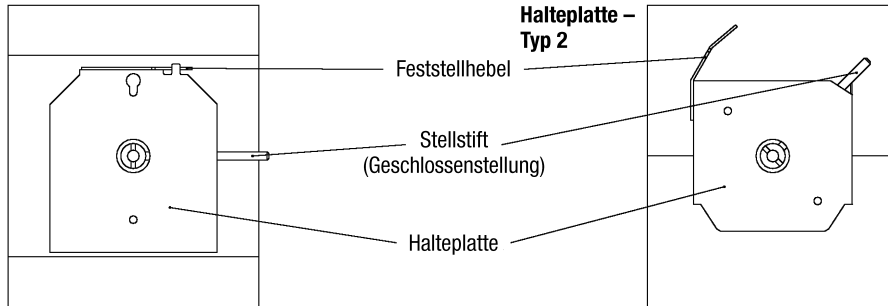 Halteplatte –
Typ 2
Feststellhebel
Stellstift
(Geschlossenstellung)
Halteplatte